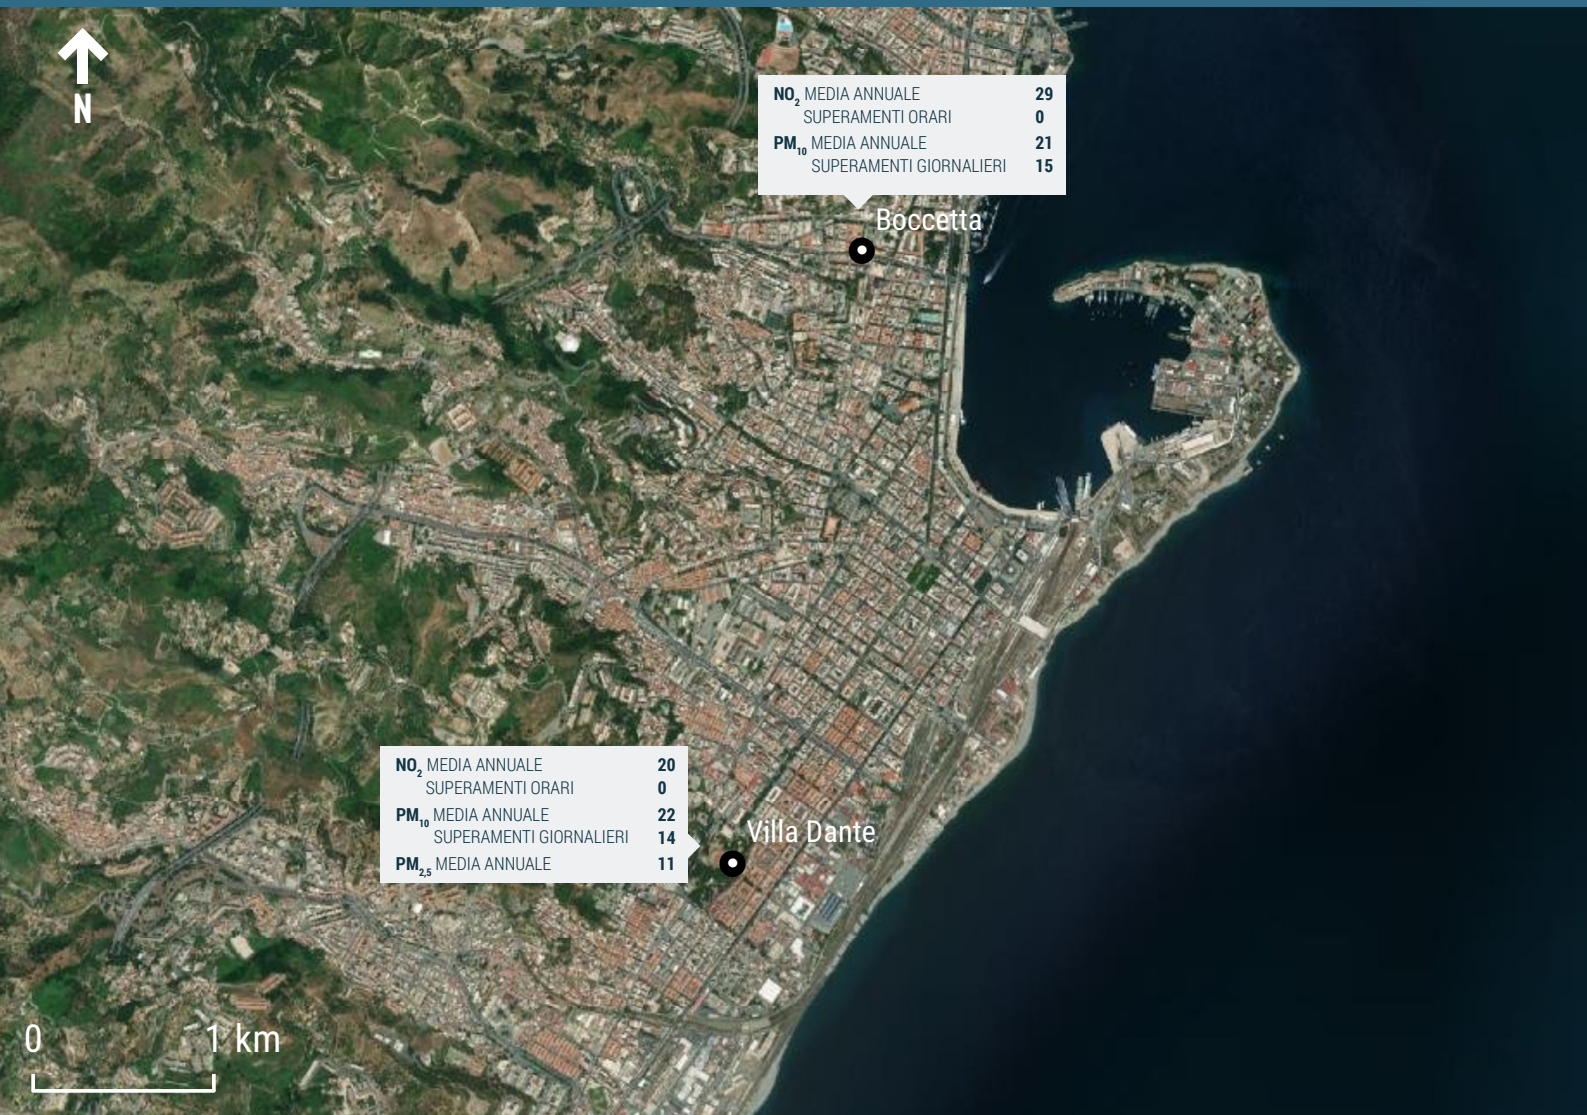 N
NO₂ MEDIA ANNUALE 29
SUPERAMENTI ORARI 0
PM₁₀ MEDIA ANNUALE 21
SUPERAMENTI GIORNALIERI 15
Boccetta
NO₂ MEDIA ANNUALE 20
SUPERAMENTI ORARI 0
PM₁₀ MEDIA ANNUALE 22
SUPERAMENTI GIORNALIERI 14
PM₂,₅ MEDIA ANNUALE 11
Villa Dante
0 1 km